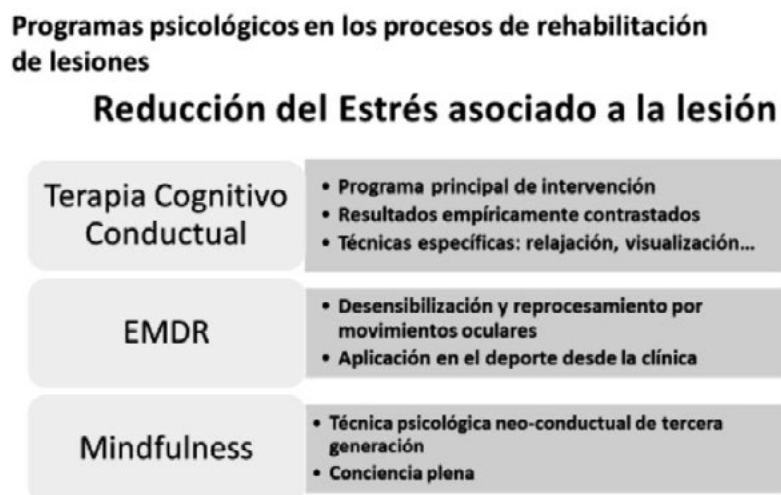 Programas psicológicos en los procesos de rehabilitación
de lesiones
Reducción del Estrés asociado a la lesión
Terapia Cognitivo
Conductual
• Programa principal de intervención
• Resultados empíricamente contrastados
• Técnicas específicas: relajación, visualización...
EMDR
• Desensibilización y reprocesamiento por
movimientos oculares
• Aplicación en el deporte desde la clínica
Mindfulness
• Técnica psicológica neo-conductual de tercera
generación
• Conciencia plena